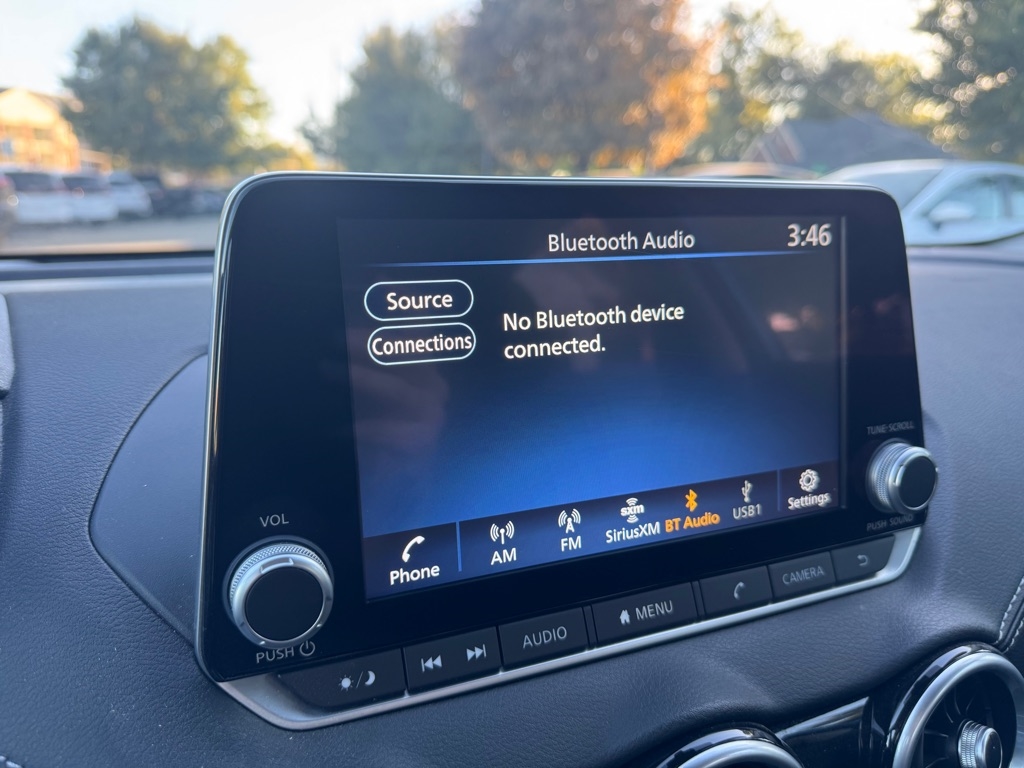 Bluetooth Audio
3:46
Source
Connections
No Bluetooth device
connected.
TUNE·SCROLL
PUSH SOUND
VOL
PUSH
Phone
AM
FM
sxm
SiriusXM
BT Audio
USB1
Settings
AUDIO
MENU
CAMERA